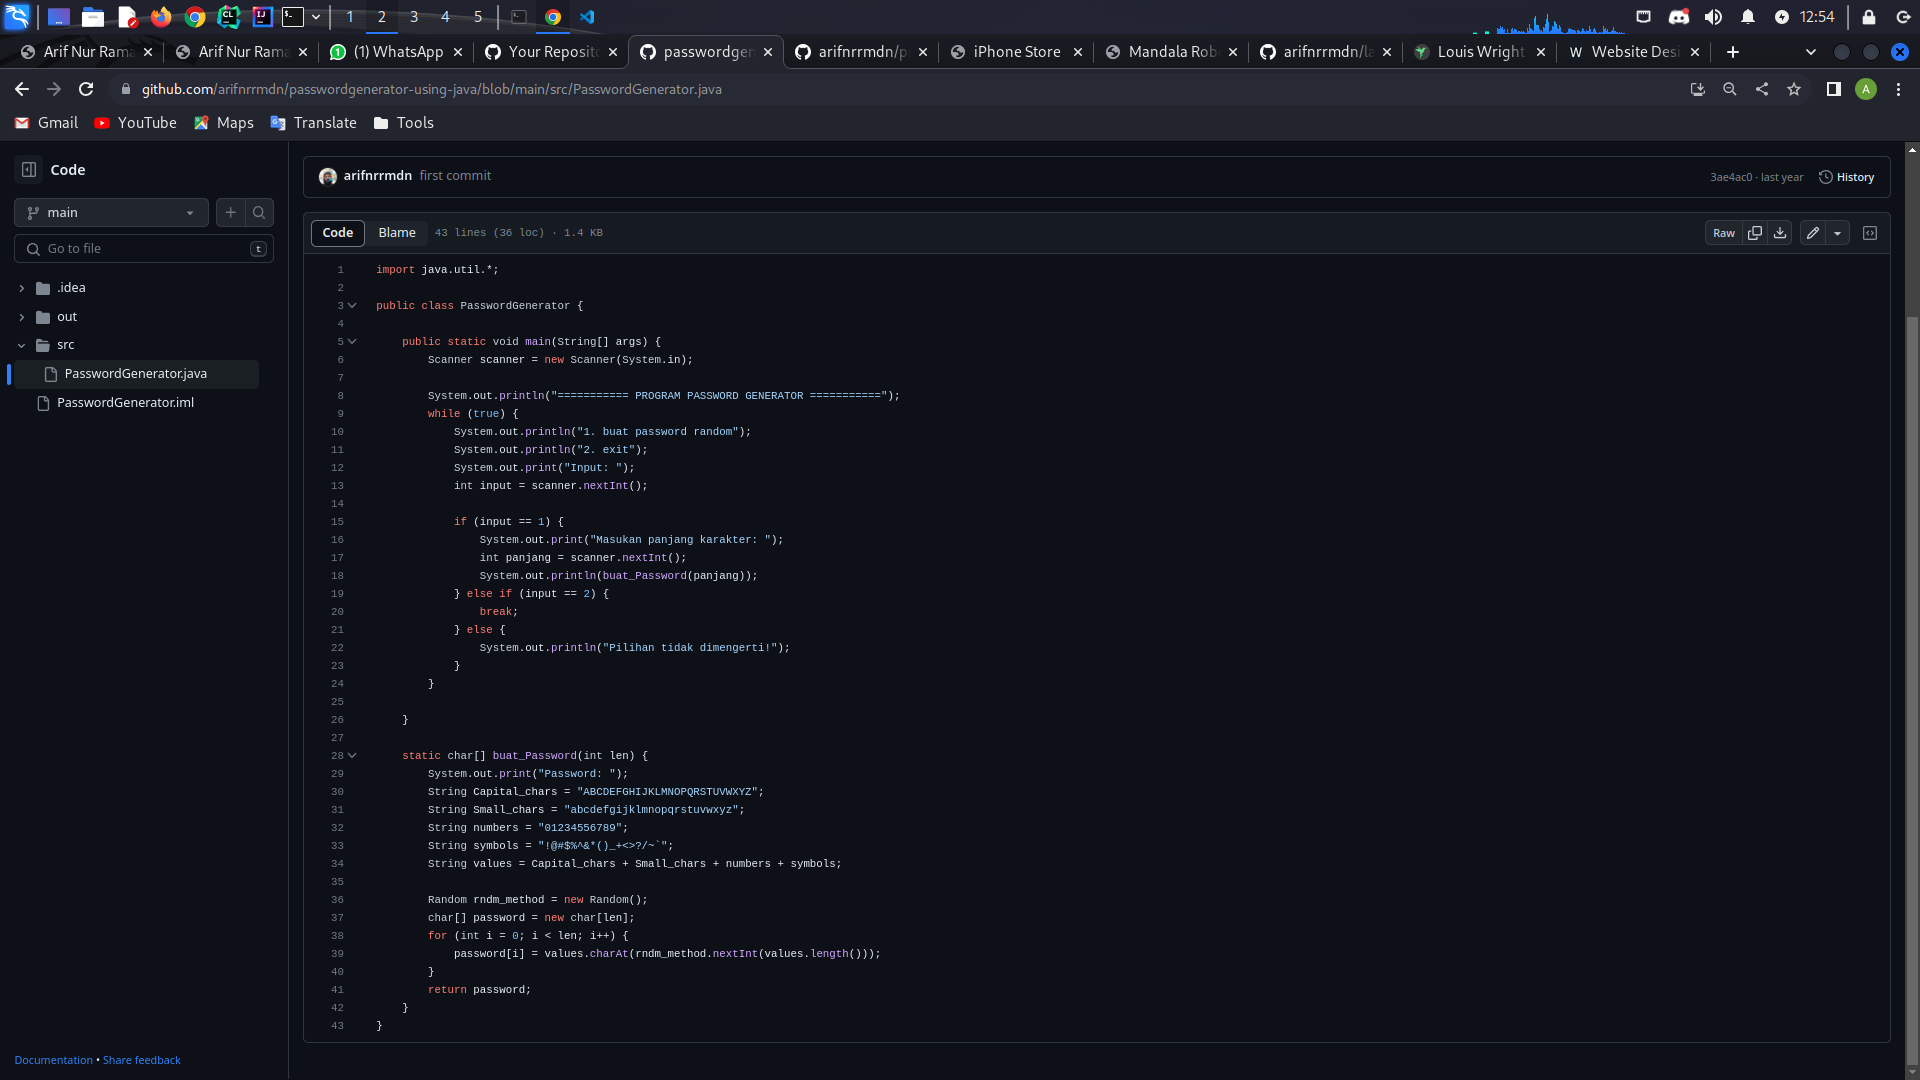 1 2 3 4 5 12:54
Arif Nur Rama Arif Nur Rama (1) WhatsApp Your Reposito passwordgen arifnrrmdn/p iPhone Store Mandala Rob arifnrrmdn/la Louis Wright W Website Desi
github.com/arifnrrmdn/passwordgenerator-using-java/blob/main/src/PasswordGenerator.java A
Gmail YouTube Maps Translate Tools
Code
main
Go to file t
.idea
out
src
PasswordGenerator.java
PasswordGenerator.iml
Documentation • Share feedback
arifnrrmdn first commit 3ae4ac0 · last year History
Code Blame 43 lines (36 loc) · 1.4 KB Raw
1 import java.util.*;
2
3 public class PasswordGenerator {
4
5 public static void main(String[] args) {
6 Scanner scanner = new Scanner(System.in);
7
8 System.out.println("=========== PROGRAM PASSWORD GENERATOR ===========");
9 while (true) {
10 System.out.println("1. buat password random");
11 System.out.println("2. exit");
12 System.out.print("Input: ");
13 int input = scanner.nextInt();
14
15 if (input == 1) {
16 System.out.print("Masukan panjang karakter: ");
17 int panjang = scanner.nextInt();
18 System.out.println(buat_Password(panjang));
19 } else if (input == 2) {
20 break;
21 } else {
22 System.out.println("Pilihan tidak dimengerti!");
23 }
24 }
25
26 }
27
28 static char[] buat_Password(int len) {
29 System.out.print("Password: ");
30 String Capital_chars = "ABCDEFGHIJKLMNOPQRSTUVWXYZ";
31 String Small_chars = "abcdefgijklmnopqrstuvwxyz";
32 String numbers = "01234556789";
33 String symbols = "!@#$%^&*()_+<>?/~`";
34 String values = Capital_chars + Small_chars + numbers + symbols;
35
36 Random rndm_method = new Random();
37 char[] password = new char[len];
38 for (int i = 0; i < len; i++) {
39 password[i] = values.charAt(rndm_method.nextInt(values.length()));
40 }
41 return password;
42 }
43 }